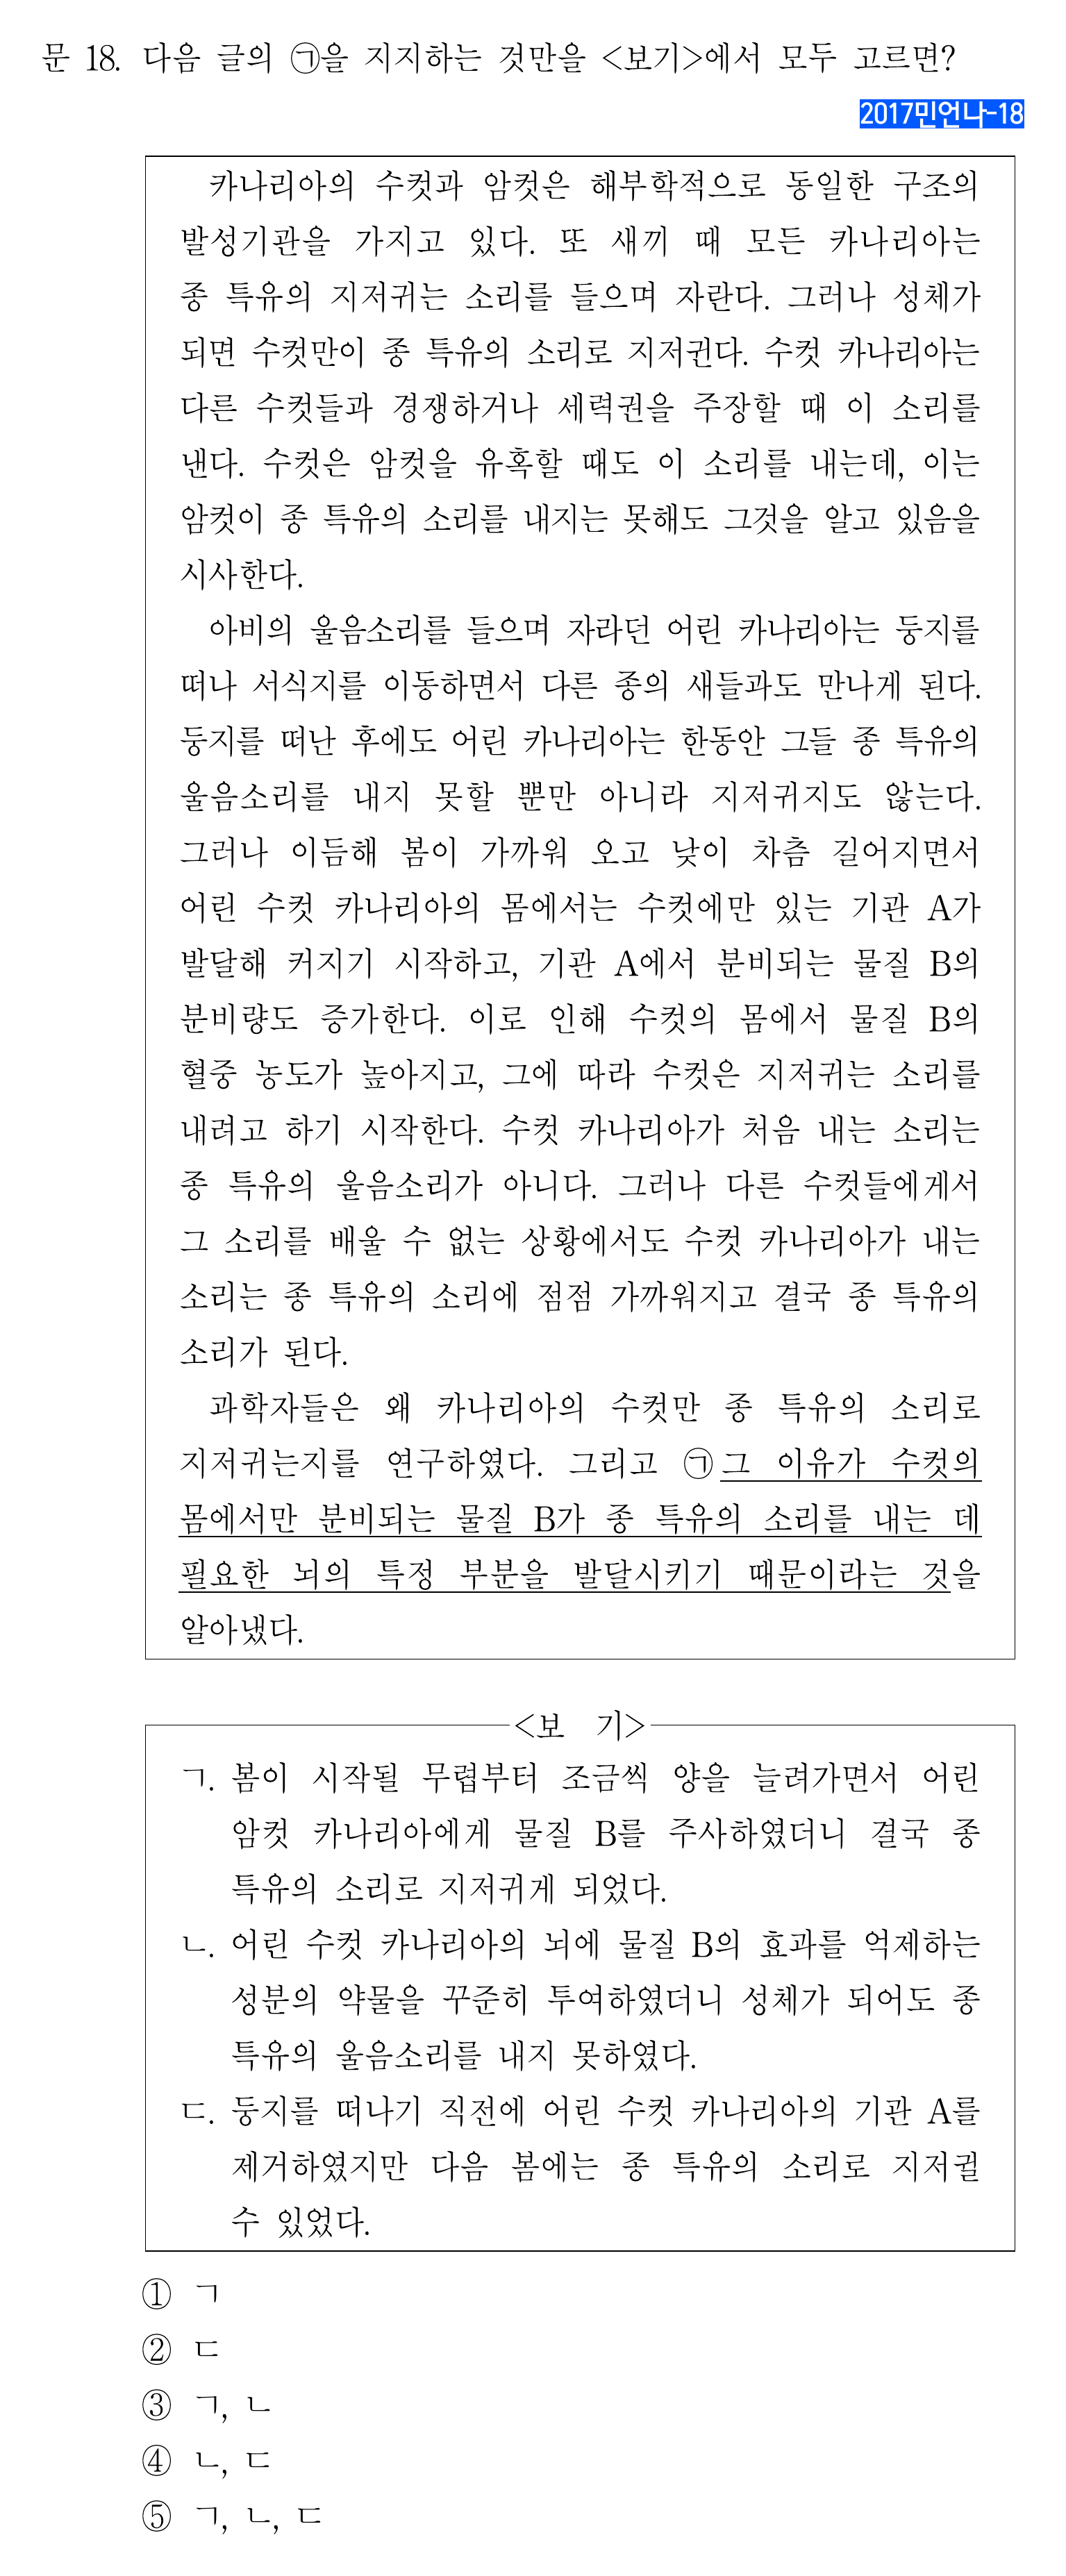 문 18. 다음 글의 ㉠을 지지하는 것만을 <보기>에서 모두 고르면?
2017민언나-18
카나리아의 수컷과 암컷은 해부학적으로 동일한 구조의
발성기관을 가지고 있다. 또 새끼 때 모든 카나리아는
종 특유의 지저귀는 소리를 들으며 자란다. 그러나 성체가
되면 수컷만이 종 특유의 소리로 지저귄다. 수컷 카나리아는
다른 수컷들과 경쟁하거나 세력권을 주장할 때 이 소리를
낸다. 수컷은 암컷을 유혹할 때도 이 소리를 내는데, 이는
암컷이 종 특유의 소리를 내지는 못해도 그것을 알고 있음을
시사한다.
아비의 울음소리를 들으며 자라던 어린 카나리아는 둥지를
떠나 서식지를 이동하면서 다른 종의 새들과도 만나게 된다.
둥지를 떠난 후에도 어린 카나리아는 한동안 그들 종 특유의
울음소리를 내지 못할 뿐만 아니라 지저귀지도 않는다.
그러나 이듬해 봄이 가까워 오고 낮이 차츰 길어지면서
어린 수컷 카나리아의 몸에서는 수컷에만 있는 기관 A가
발달해 커지기 시작하고, 기관 A에서 분비되는 물질 B의
분비량도 증가한다. 이로 인해 수컷의 몸에서 물질 B의
혈중 농도가 높아지고, 그에 따라 수컷은 지저귀는 소리를
내려고 하기 시작한다. 수컷 카나리아가 처음 내는 소리는
종 특유의 울음소리가 아니다. 그러나 다른 수컷들에게서
그 소리를 배울 수 없는 상황에서도 수컷 카나리아가 내는
소리는 종 특유의 소리에 점점 가까워지고 결국 종 특유의
소리가 된다.
과학자들은 왜 카나리아의 수컷만 종 특유의 소리로
지저귀는지를 연구하였다. 그리고 ㉠그 이유가 수컷의
몸에서만 분비되는 물질 B가 종 특유의 소리를 내는 데
필요한 뇌의 특정 부분을 발달시키기 때문이라는 것을
알아냈다.
<보 기>
ㄱ. 봄이 시작될 무렵부터 조금씩 양을 늘려가면서 어린
암컷 카나리아에게 물질 B를 주사하였더니 결국 종
특유의 소리로 지저귀게 되었다.
ㄴ. 어린 수컷 카나리아의 뇌에 물질 B의 효과를 억제하는
성분의 약물을 꾸준히 투여하였더니 성체가 되어도 종
특유의 울음소리를 내지 못하였다.
ㄷ. 둥지를 떠나기 직전에 어린 수컷 카나리아의 기관 A를
제거하였지만 다음 봄에는 종 특유의 소리로 지저귈
수 있었다.
① ㄱ
② ㄷ
③ ㄱ, ㄴ
④ ㄴ, ㄷ
⑤ ㄱ, ㄴ, ㄷ